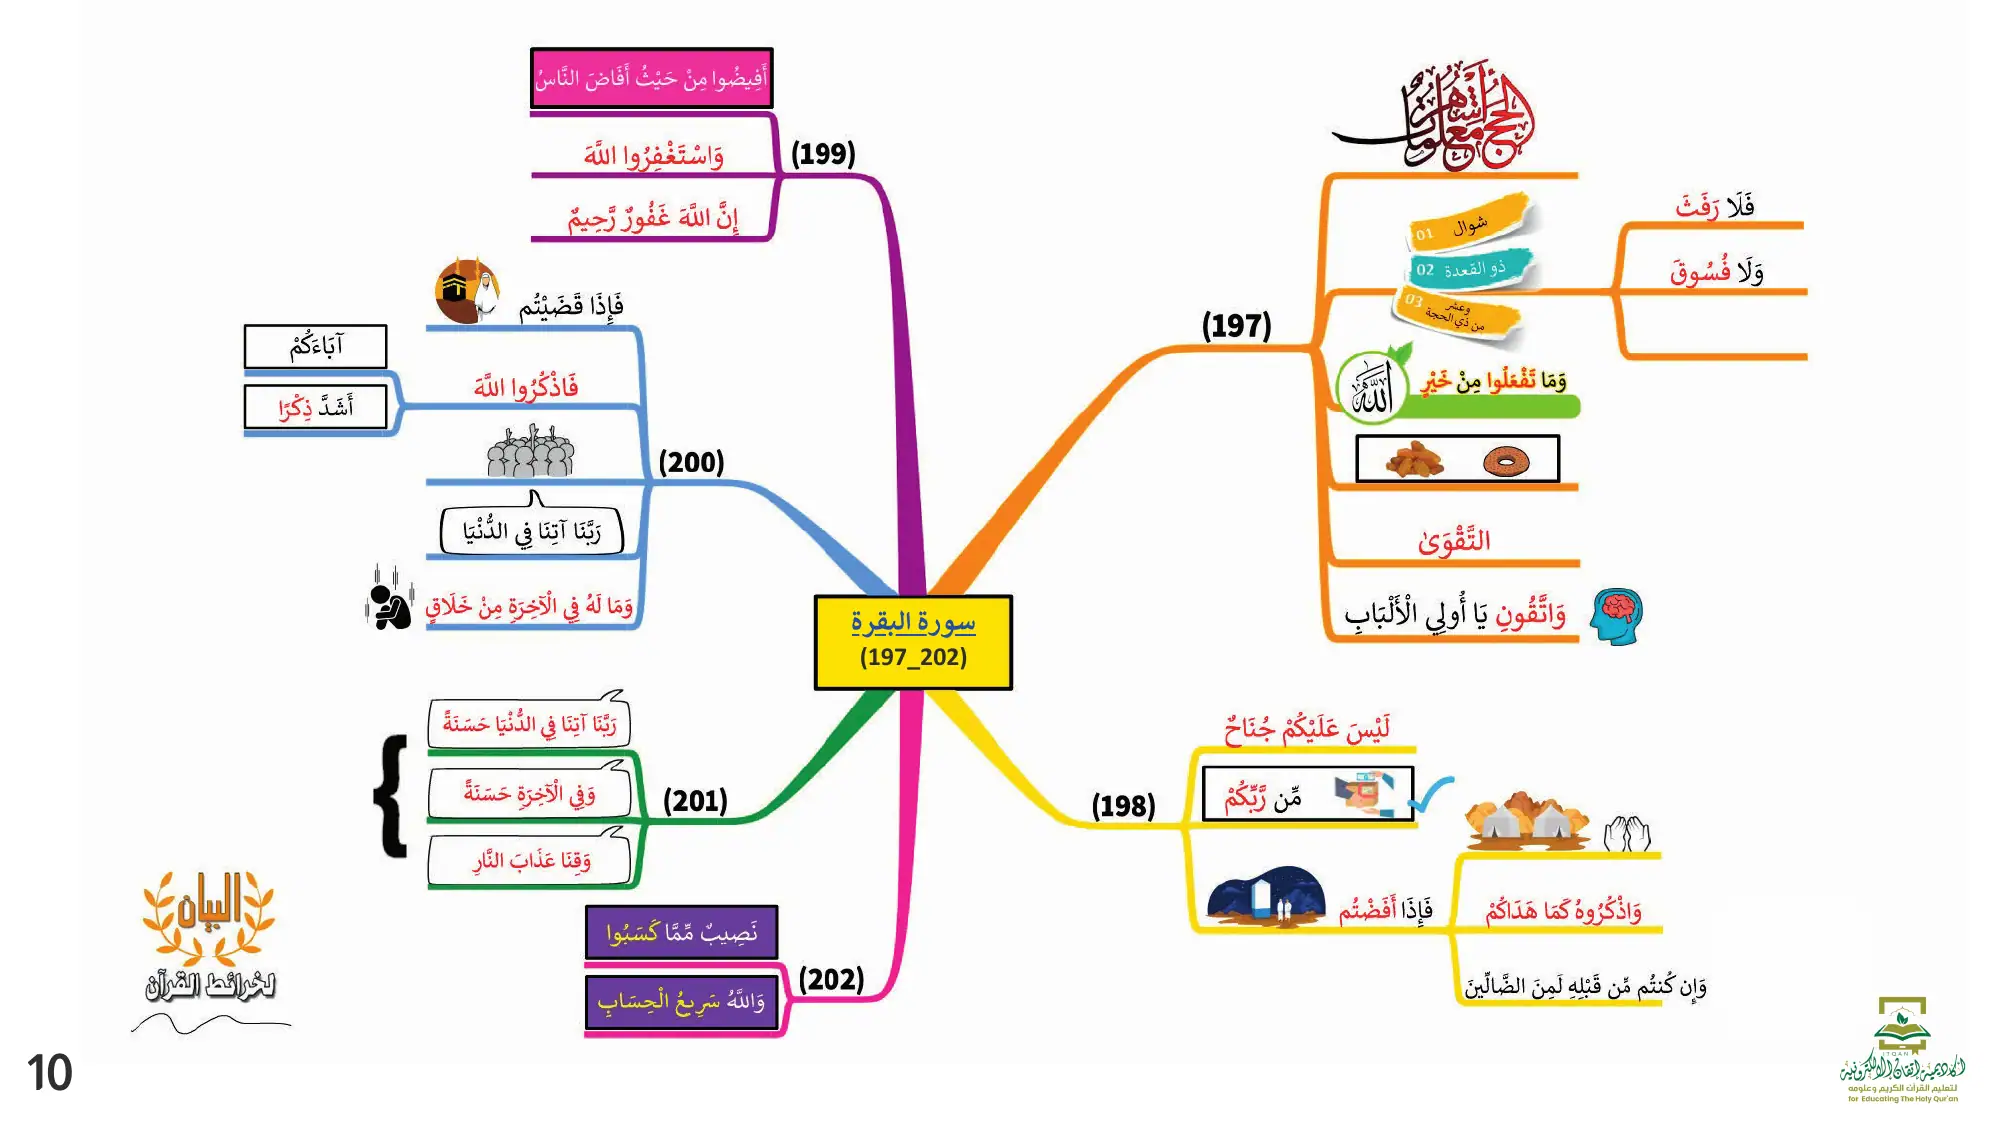 سورة البقرة
(197_202)
(197)
الحج أشهر معلومات
01 شوال
02 ذو القعدة
03 وعشر
من ذي الحجة
فَلَا رَفَثَ
وَلَا فُسُوقَ
الله
وَمَا تَفْعَلُوا مِنْ خَيْرٍ
التَّقْوَىٰ
وَاتَّقُونِ يَا أُولِي الْأَلْبَابِ
(198)
لَيْسَ عَلَيْكُمْ جُنَاحٌ
مِّن رَّبِّكُمْ
فَإِذَا أَفَضْتُم
وَاذْكُرُوهُ كَمَا هَدَاكُمْ
وَإِن كُنتُم مِّن قَبْلِهِ لَمِنَ الضَّالِّينَ
(199)
أَفِيضُوا مِنْ حَيْثُ أَفَاضَ النَّاسُ
وَاسْتَغْفِرُوا اللَّهَ
إِنَّ اللَّهَ غَفُورٌ رَّحِيمٌ
(200)
فَإِذَا قَضَيْتُم
فَاذْكُرُوا اللَّهَ
آبَاءَكُمْ
أَشَدَّ ذِكْرًا
رَبَّنَا آتِنَا فِي الدُّنْيَا
وَمَا لَهُ فِي الْآخِرَةِ مِنْ خَلَاقٍ
(201)
رَبَّنَا آتِنَا فِي الدُّنْيَا حَسَنَةً
وَفِي الْآخِرَةِ حَسَنَةً
وَقِنَا عَذَابَ النَّارِ
(202)
نَصِيبٌ مِّمَّا كَسَبُوا
وَاللَّهُ سَرِيعُ الْحِسَابِ
البيان
لخرائط القرآن
10
ITQAN
اكاديمية إتقان الإلكترونية
لتعليم القرآن الكريم وعلومه
for Educating The Holy Qur'an